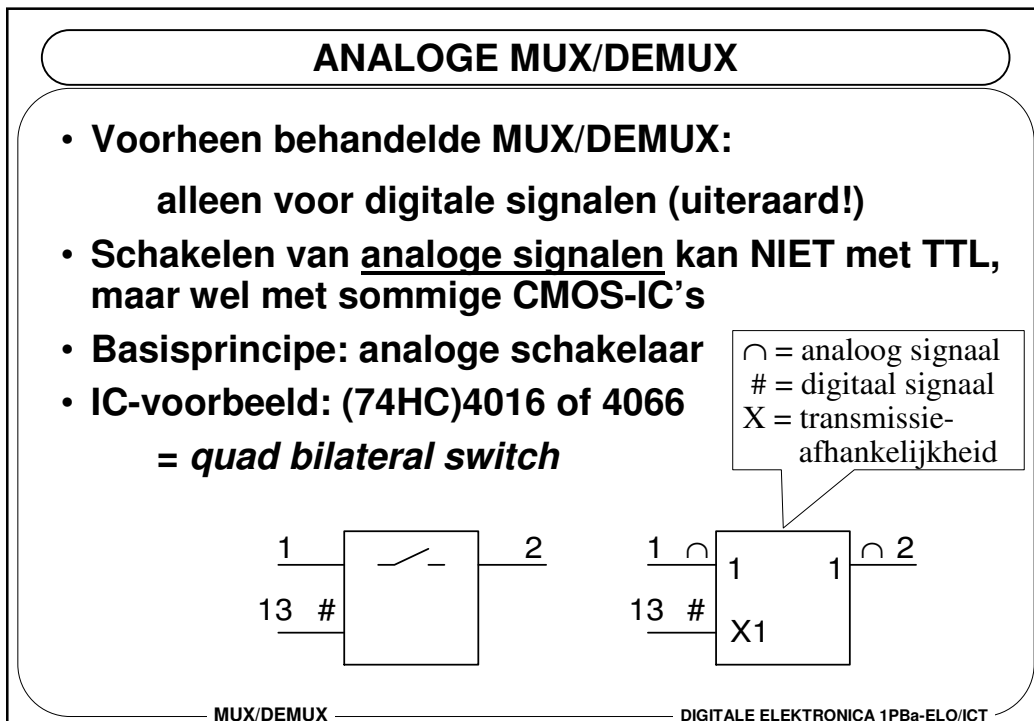 ANALOGE MUX/DEMUX
• Voorheen behandelde MUX/DEMUX:
alleen voor digitale signalen (uiteraard!)
• Schakelen van analoge signalen kan NIET met TTL,
maar wel met sommige CMOS-IC's
• Basisprincipe: analoge schakelaar
• IC-voorbeeld: (74HC)4016 of 4066
= quad bilateral switch
∩ = analoog signaal
# = digitaal signaal
X = transmissie-
afhankelijkheid
1 2
13 #
1 ∩ 1 1 ∩ 2
13 # X1
MUX/DEMUX
DIGITALE ELEKTRONICA 1PBa-ELO/ICT